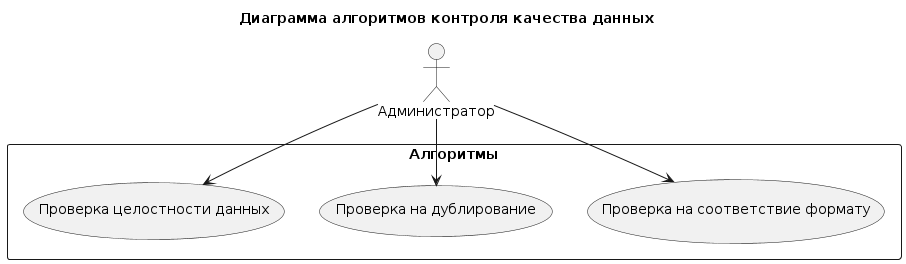 Диаграмма алгоритмов контроля качества данных
Администратор
Алгоритмы
Проверка целостности данных
Проверка на дублирование
Проверка на соответствие формату